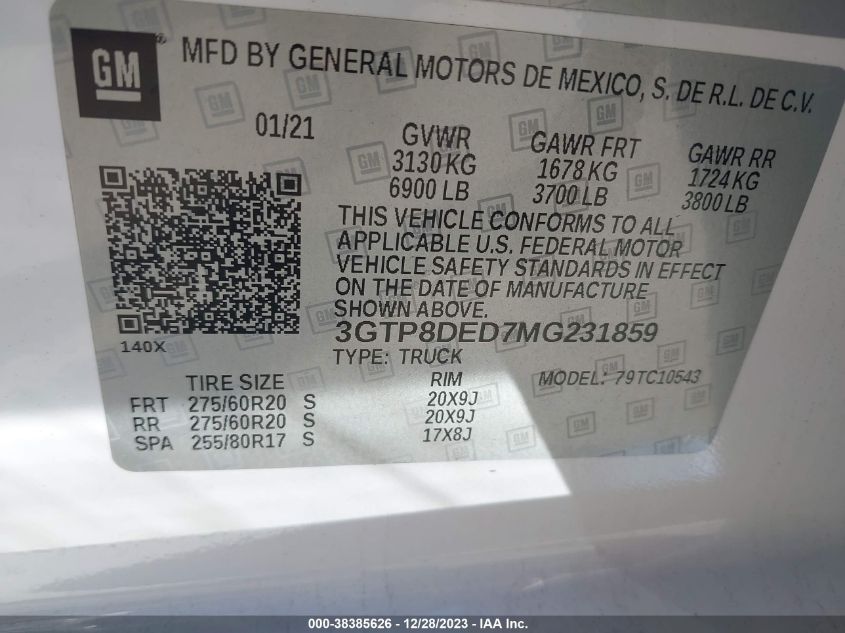 GM ® MFD BY GENERAL MOTORS DE MEXICO, S. DE R.L. DE C.V.
01/21 GVWR GAWR FRT GAWR RR
3130 KG 1678 KG 1724 KG
6900 LB 3700 LB 3800 LB
THIS VEHICLE CONFORMS TO ALL
APPLICABLE U.S. FEDERAL MOTOR
VEHICLE SAFETY STANDARDS IN EFFECT
ON THE DATE OF MANUFACTURE
SHOWN ABOVE.
3GTP8DED7MG231859
140X
TYPE: TRUCK
TIRE SIZE RIM MODEL: 79TC10543
FRT 275/60R20 S 20X9J
RR 275/60R20 S 20X9J
SPA 255/80R17 S 17X8J
000-38385626 - 12/28/2023 - IAA Inc.